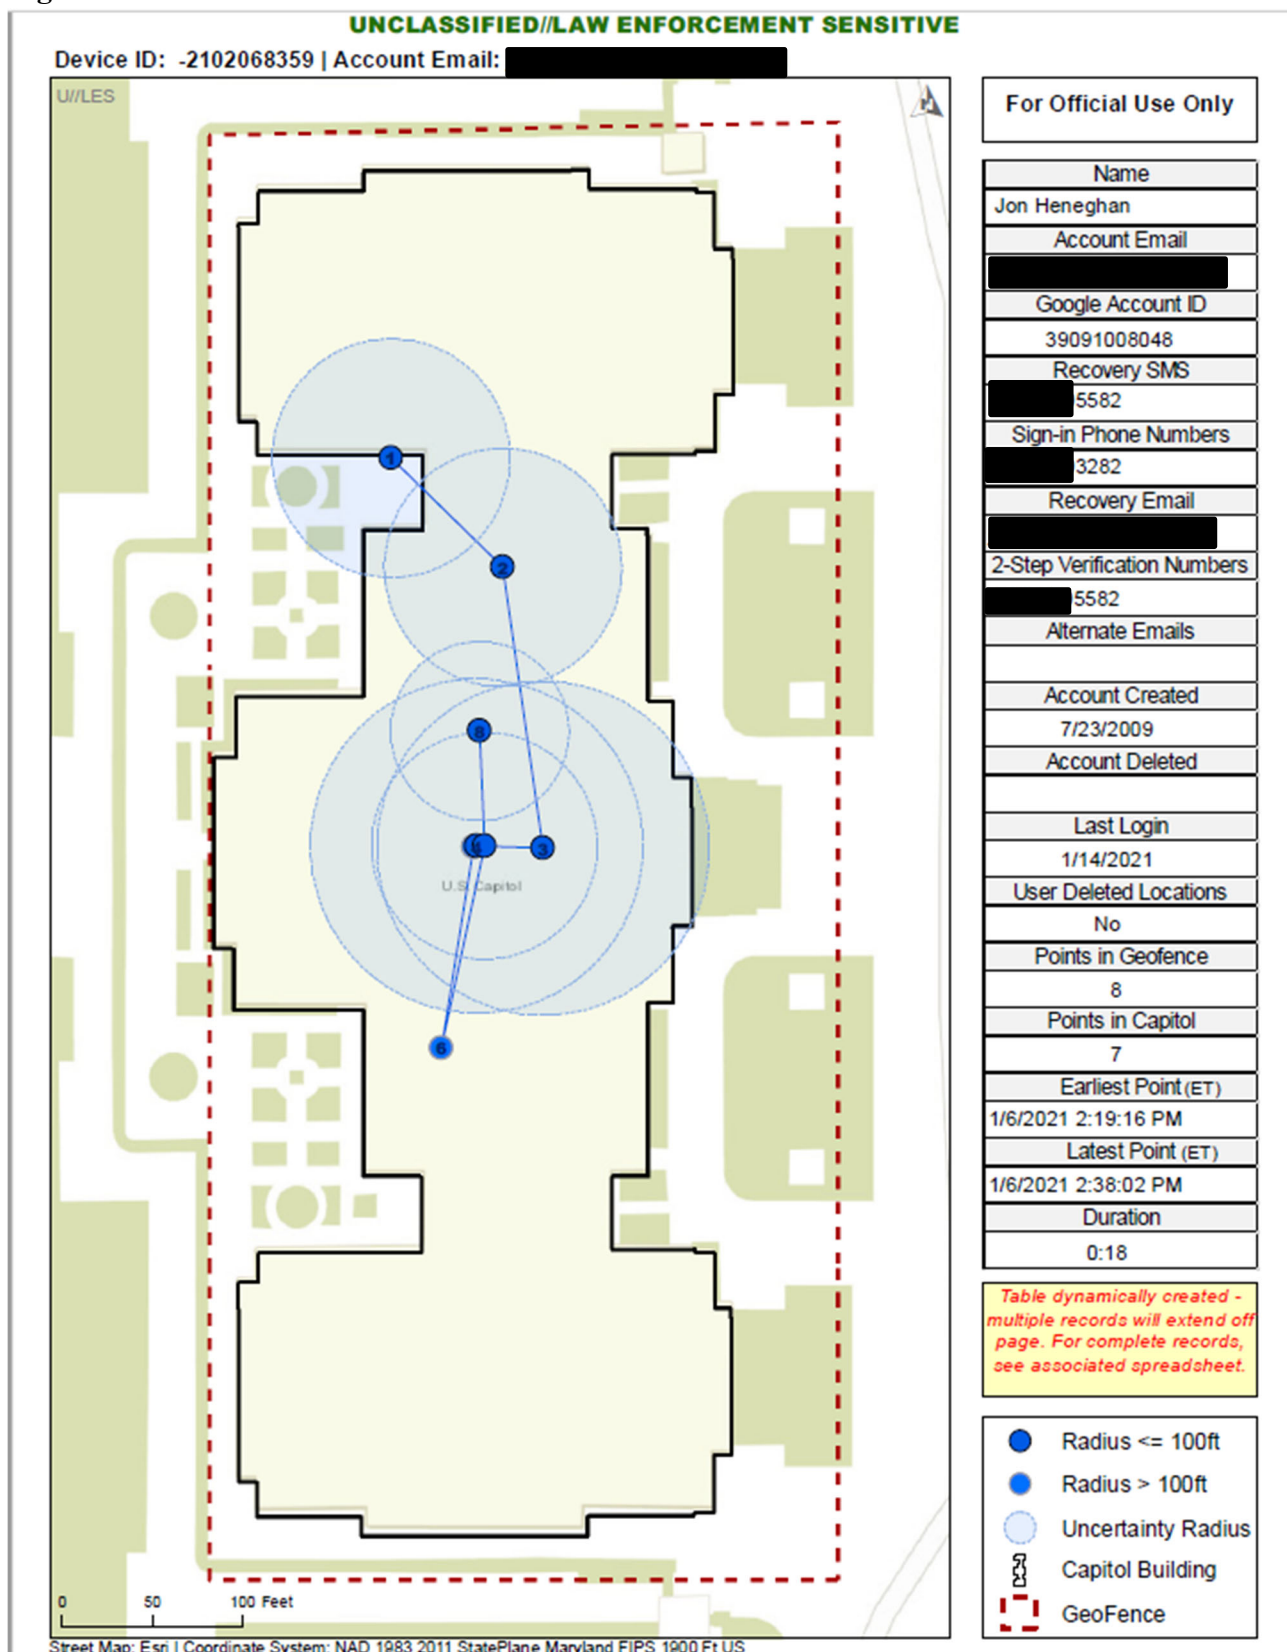 UNCLASSIFIED//LAW ENFORCEMENT SENSITIVE
Device ID: -2102068359 | Account Email:
U//LES
1
2
8
3
U.S. Capitol
6
0 50 100 Feet
Street Map: Esri | Coordinate System: NAD 1983 2011 StatePlane Maryland FIPS 1900 Ft US
For Official Use Only
Name
Jon Heneghan
Account Email
Google Account ID
39091008048
Recovery SMS
5582
Sign-in Phone Numbers
3282
Recovery Email
2-Step Verification Numbers
5582
Alternate Emails
Account Created
7/23/2009
Account Deleted
Last Login
1/14/2021
User Deleted Locations
No
Points in Geofence
8
Points in Capitol
7
Earliest Point (ET)
1/6/2021 2:19:16 PM
Latest Point (ET)
1/6/2021 2:38:02 PM
Duration
0:18
Table dynamically created -
multiple records will extend off
page. For complete records,
see associated spreadsheet.
Radius <= 100ft
Radius > 100ft
Uncertainty Radius
Capitol Building
GeoFence